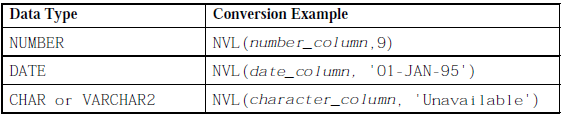 Data Type Conversion Example
NUMBER NVL(number_column,9)
DATE NVL(date_column, '01-JAN-95')
CHAR or VARCHAR2 NVL(character_column, 'Unavailable')